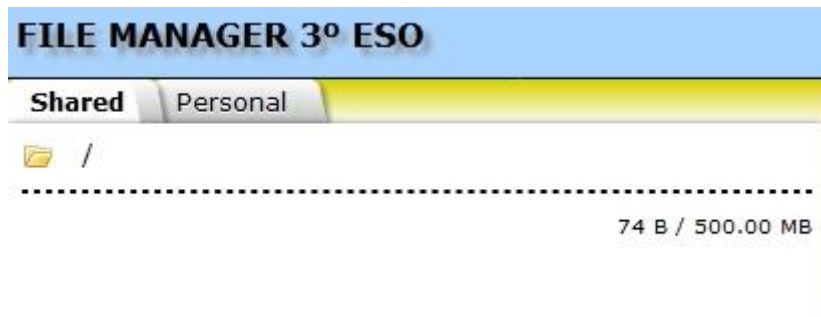 FILE MANAGER 3º ESO
Shared Personal
/
74 B / 500.00 MB